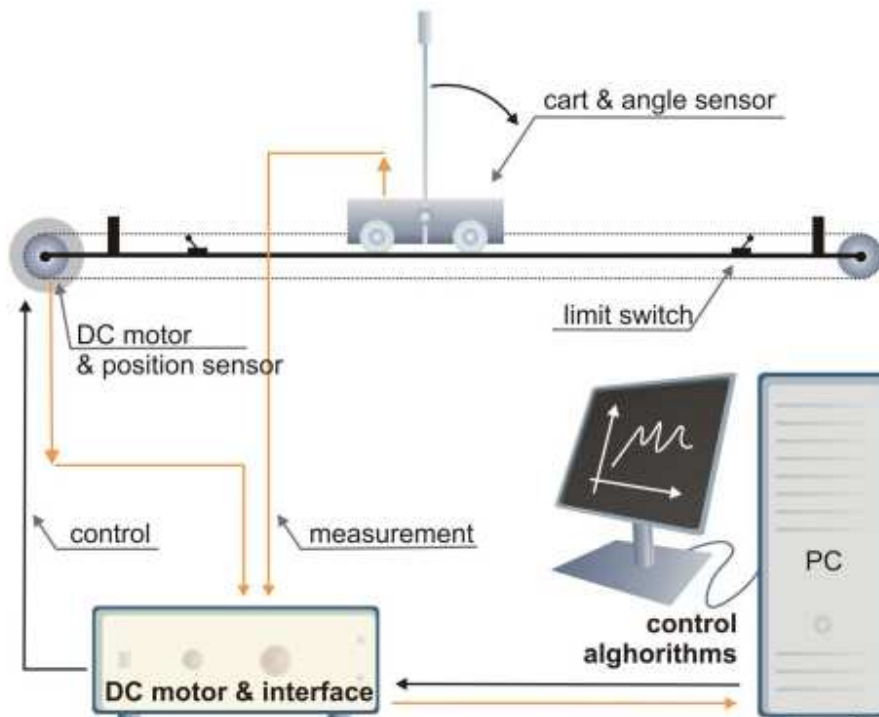 cart & angle sensor
limit switch
DC motor
& position sensor
control
measurement
PC
control
alghorithms
DC motor & interface